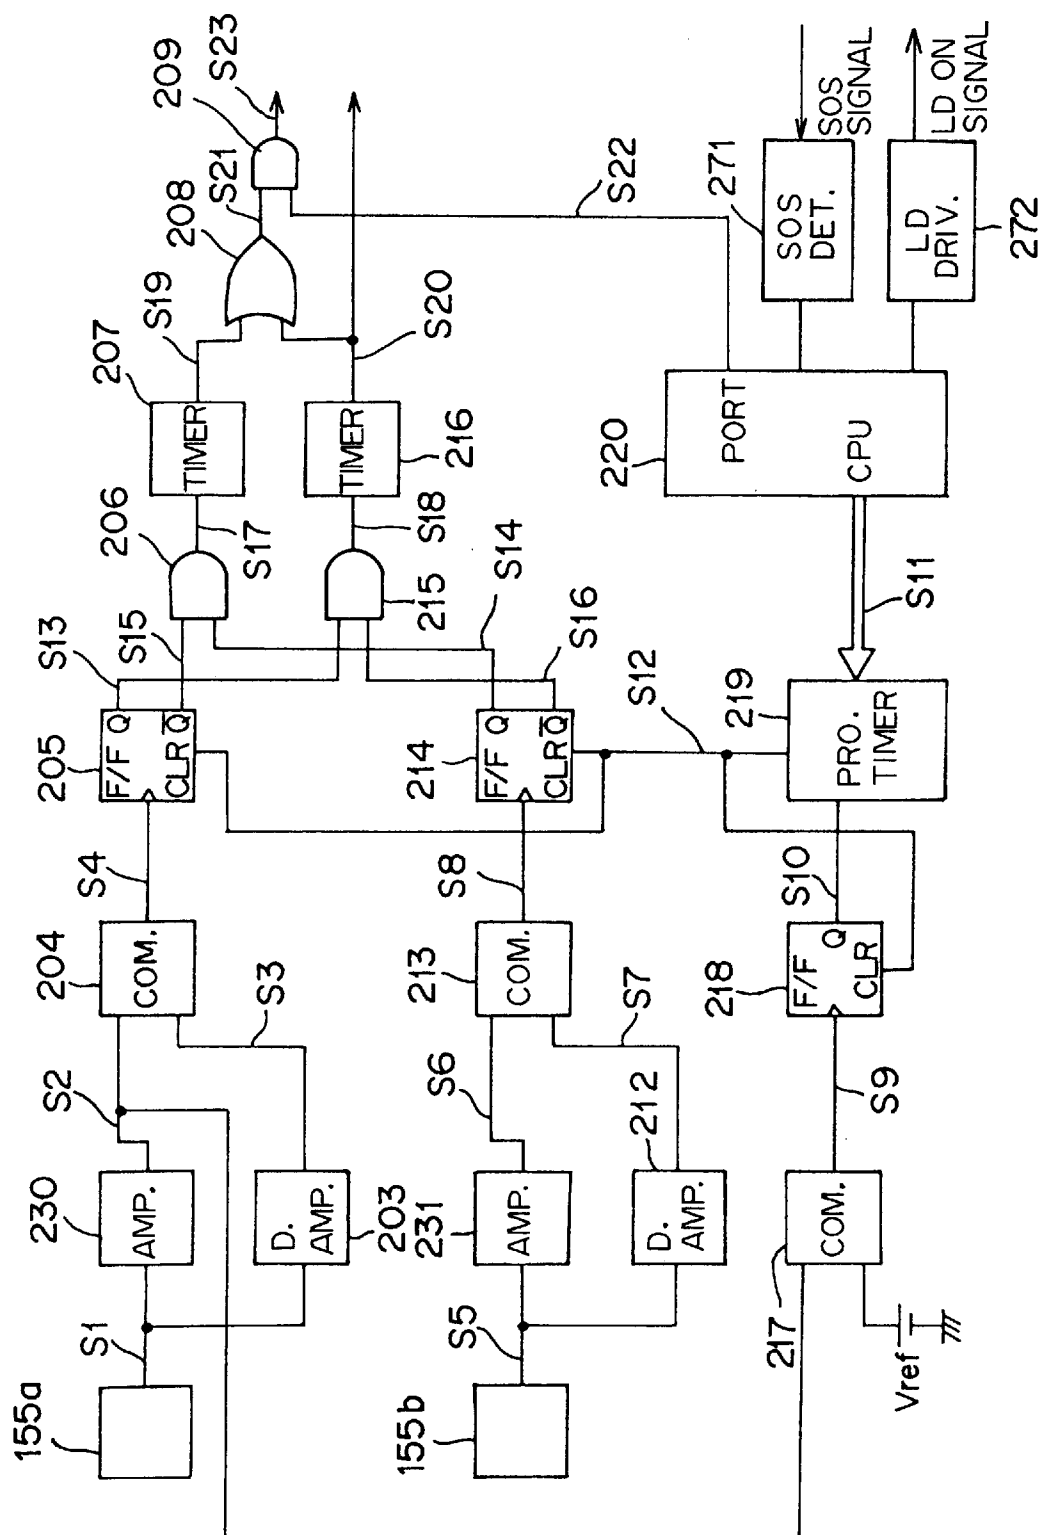 155a
S1
230
AMP.
S2
D.
AMP.
203
S3
204
COM.
S4
205
F/F
Q
CLR
Q̅
S13
S15
206
S17
207
TIMER
S19
208
S21
209
S23
155b
S5
231
AMP.
S6
D.
AMP.
212
S7
213
COM.
S8
214
F/F
Q
CLR
Q̅
S14
S16
215
S18
216
TIMER
S20
S12
S22
217
COM.
Vref
S9
218
F/F
Q
CLR
S10
219
PRO.
TIMER
S11
220
PORT
CPU
271
SOS
DET.
SOS
SIGNAL
LD
DRIV.
272
LD ON
SIGNAL